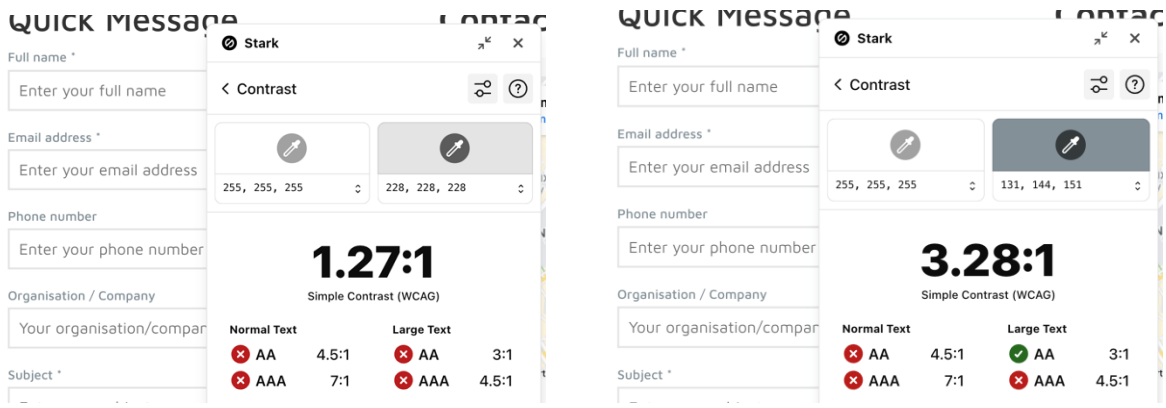 Quick Message
Contac
Full name *
Enter your full name
Email address *
Enter your email address
Phone number
Enter your phone number
Organisation / Company
Your organisation/compan
Subject *
Stark
Contrast
255, 255, 255
228, 228, 228
1.27:1
Simple Contrast (WCAG)
Normal Text
Large Text
AA 4.5:1
AA 3:1
AAA 7:1
AAA 4.5:1
Quick Message
Contac
Full name *
Enter your full name
Email address *
Enter your email address
Phone number
Enter your phone number
Organisation / Company
Your organisation/compan
Subject *
Stark
Contrast
255, 255, 255
131, 144, 151
3.28:1
Simple Contrast (WCAG)
Normal Text
Large Text
AA 4.5:1
AA 3:1
AAA 7:1
AAA 4.5:1